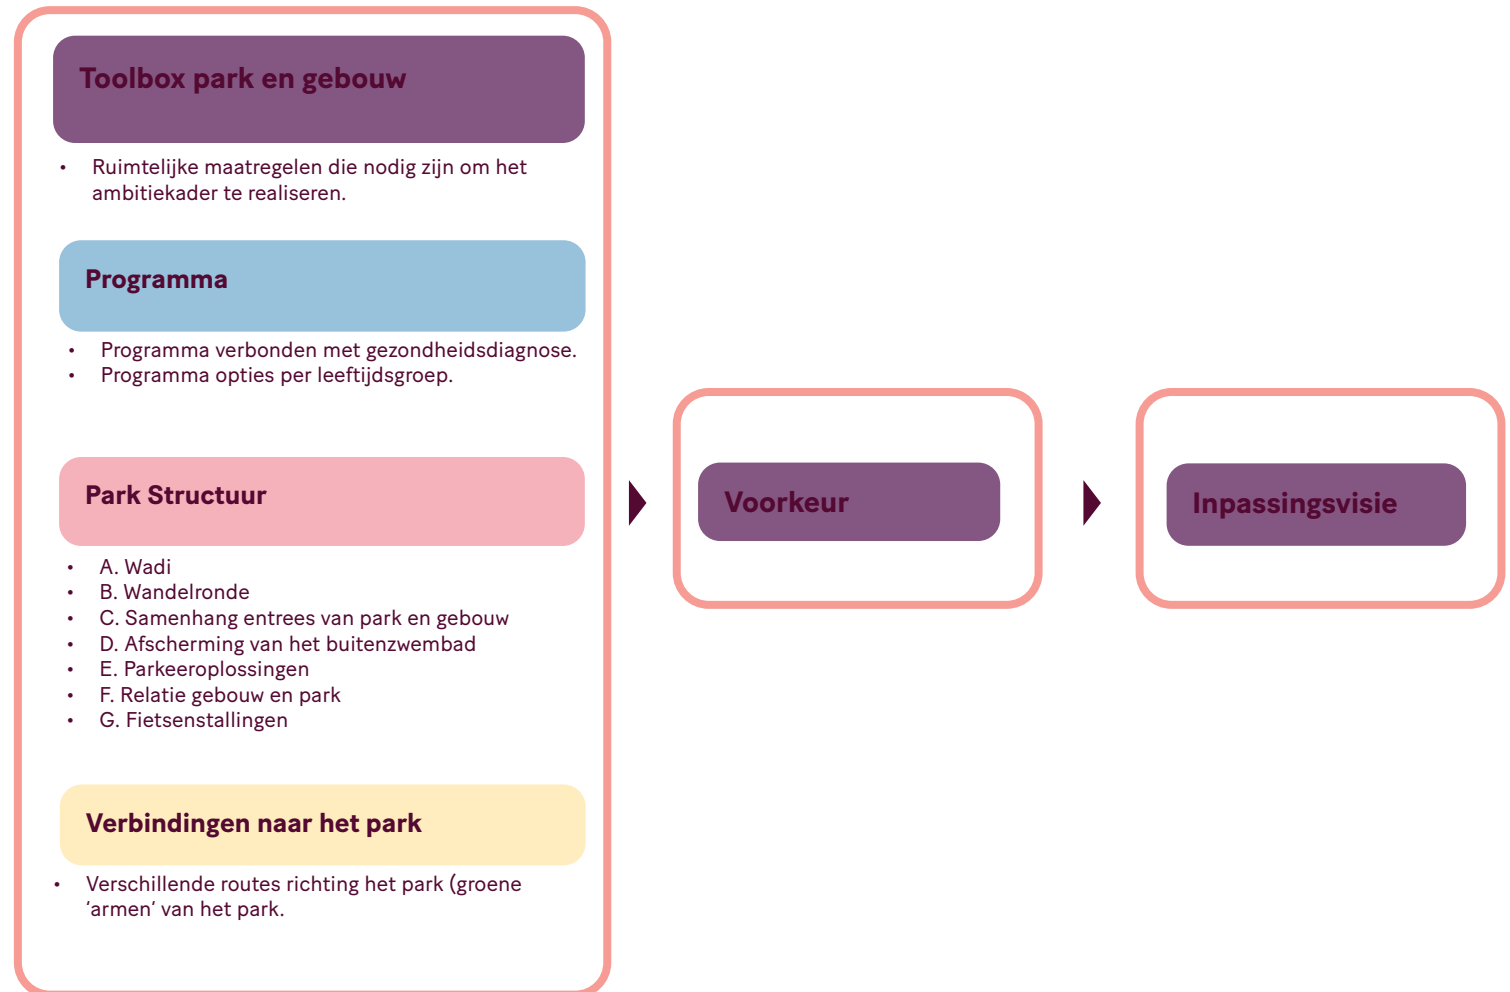 Toolbox park en gebouw
• Ruimtelijke maatregelen die nodig zijn om het
ambitiekader te realiseren.
Programma
• Programma verbonden met gezondheidsdiagnose.
• Programma opties per leeftijdsgroep.
Park Structuur
• A. Wadi
• B. Wandelronde
• C. Samenhang entrees van park en gebouw
• D. Afscherming van het buitenzwembad
• E. Parkeeroplossingen
• F. Relatie gebouw en park
• G. Fietsenstallingen
Verbindingen naar het park
• Verschillende routes richting het park (groene
‘armen’ van het park.
Voorkeur
Inpassingsvisie